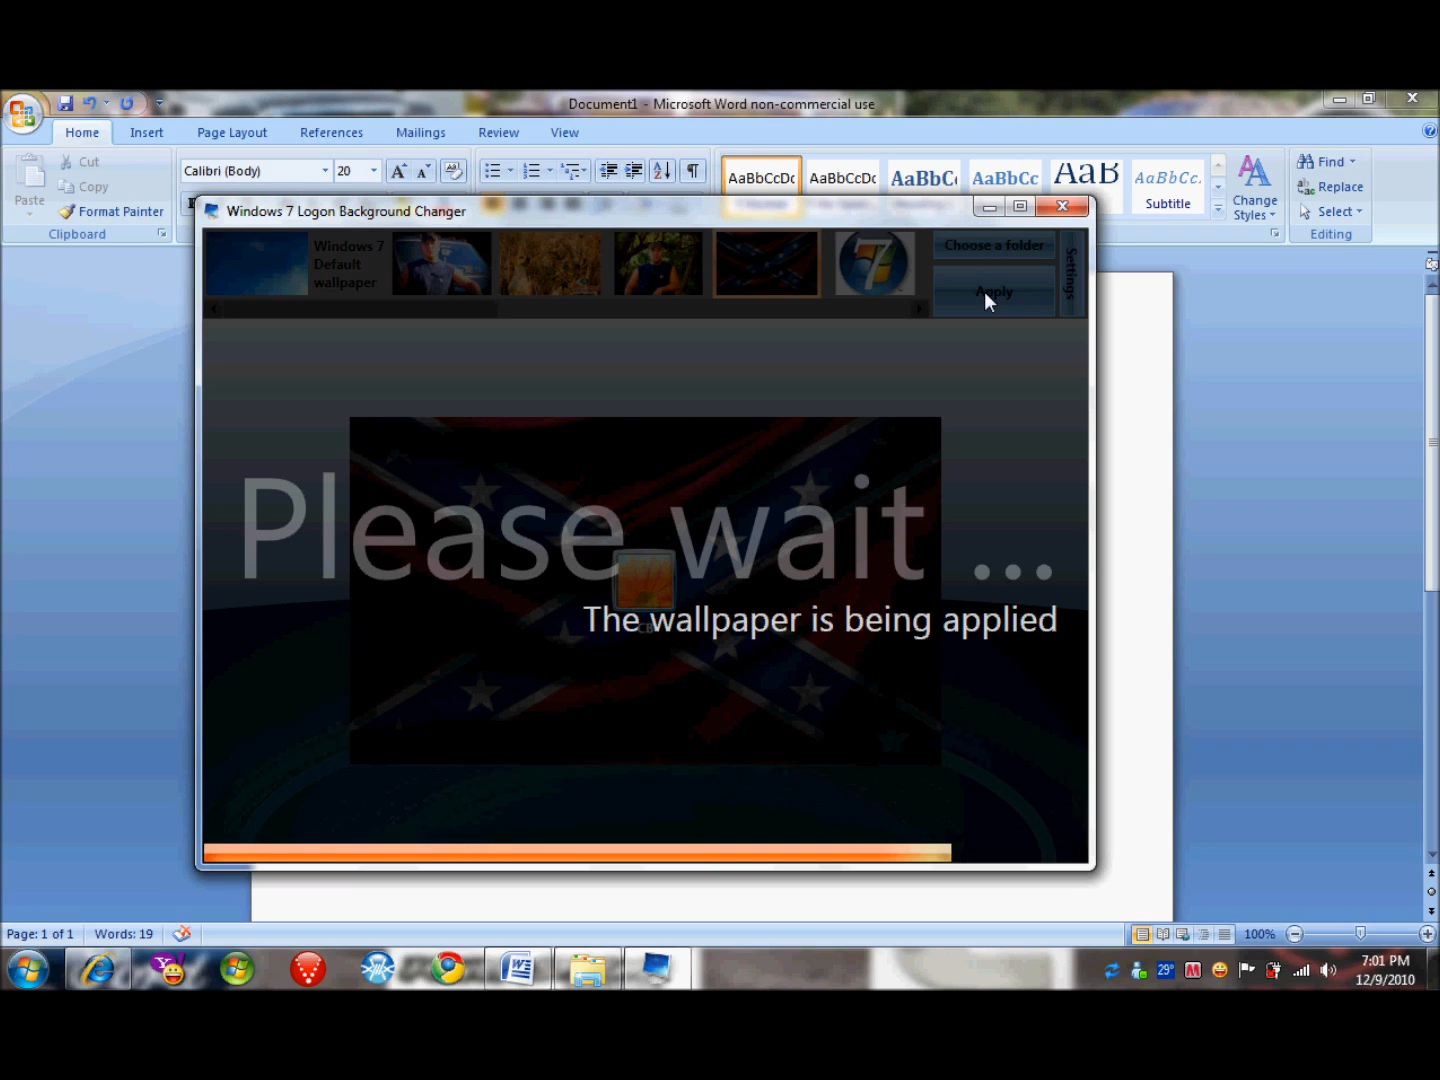 Document1 - Microsoft Word non-commercial use
Home Insert Page Layout References Mailings Review View
Cut
Copy
Paste
Format Painter
Clipboard
Calibri (Body) 20
AaBbCcDc AaBbCcDc AaBbC AaBbCc AaB AaBbCc.
Subtitle
Change
Styles
Find
Replace
Select
Editing
Windows 7 Logon Background Changer
Windows 7
Default
wallpaper
Choose a folder
Apply
Settings
Please wait ...
The wallpaper is being applied
Page: 1 of 1 Words: 19
100%
29°
7:01 PM
12/9/2010